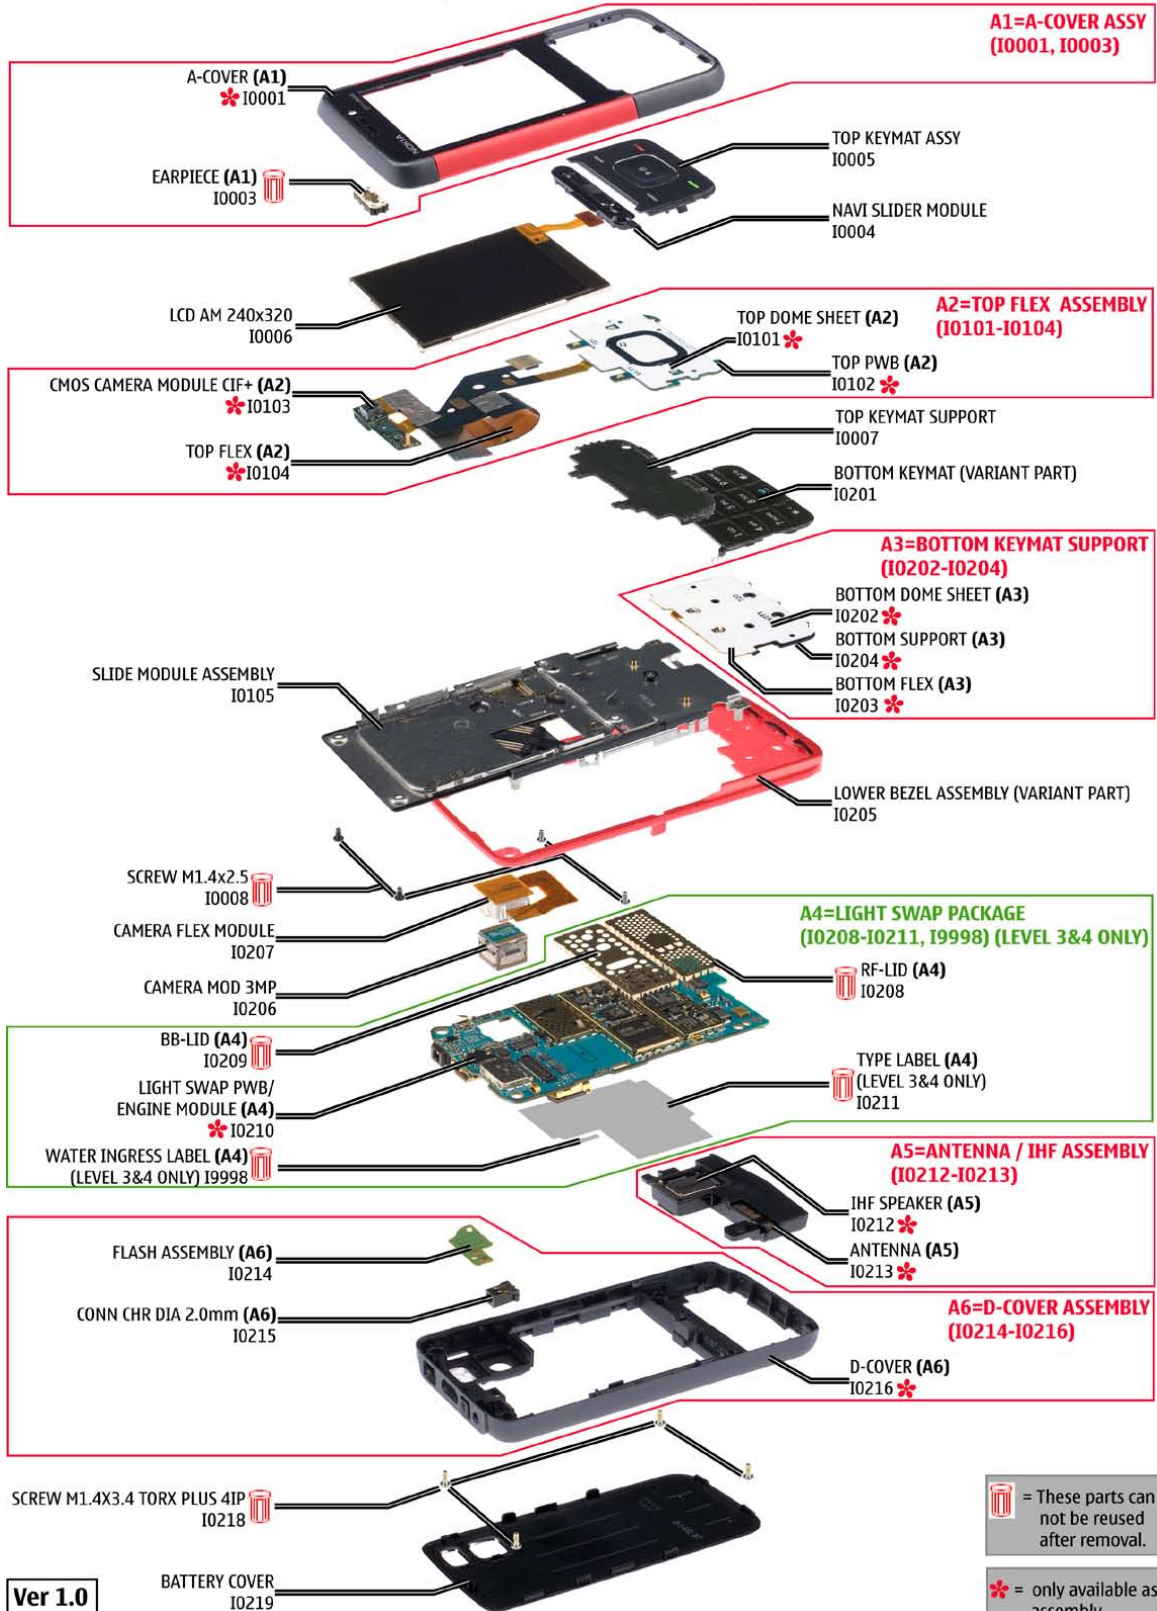 A1=A-COVER ASSY
(I0001, I0003)
A-COVER (A1)
I0001
NOKIA
EARPIECE (A1)
I0003
TOP KEYMAT ASSY
I0005
NAVI SLIDER MODULE
I0004
LCD AM 240x320
I0006
A2=TOP FLEX ASSEMBLY
(I0101-I0104)
TOP DOME SHEET (A2)
I0101
TOP PWB (A2)
I0102
CMOS CAMERA MODULE CIF+ (A2)
I0103
TOP FLEX (A2)
I0104
TOP KEYMAT SUPPORT
I0007
BOTTOM KEYMAT (VARIANT PART)
I0201
A3=BOTTOM KEYMAT SUPPORT
(I0202-I0204)
BOTTOM DOME SHEET (A3)
I0202
BOTTOM SUPPORT (A3)
I0204
BOTTOM FLEX (A3)
I0203
SLIDE MODULE ASSEMBLY
I0105
LOWER BEZEL ASSEMBLY (VARIANT PART)
I0205
SCREW M1.4x2.5
I0008
CAMERA FLEX MODULE
I0207
CAMERA MOD 3MP
I0206
A4=LIGHT SWAP PACKAGE
(I0208-I0211, I9998) (LEVEL 3&4 ONLY)
RF-LID (A4)
I0208
BB-LID (A4)
I0209
LIGHT SWAP PWB/
ENGINE MODULE (A4)
I0210
TYPE LABEL (A4)
(LEVEL 3&4 ONLY)
I0211
WATER INGRESS LABEL (A4)
(LEVEL 3&4 ONLY) I9998
A5=ANTENNA / IHF ASSEMBLY
(I0212-I0213)
IHF SPEAKER (A5)
I0212
ANTENNA (A5)
I0213
FLASH ASSEMBLY (A6)
I0214
CONN CHR DIA 2.0mm (A6)
I0215
A6=D-COVER ASSEMBLY
(I0214-I0216)
D-COVER (A6)
I0216
SCREW M1.4X3.4 TORX PLUS 4IP
I0218
BATTERY COVER
I0219
= These parts can
not be reused
after removal.
= only available as
assembly
Ver 1.0